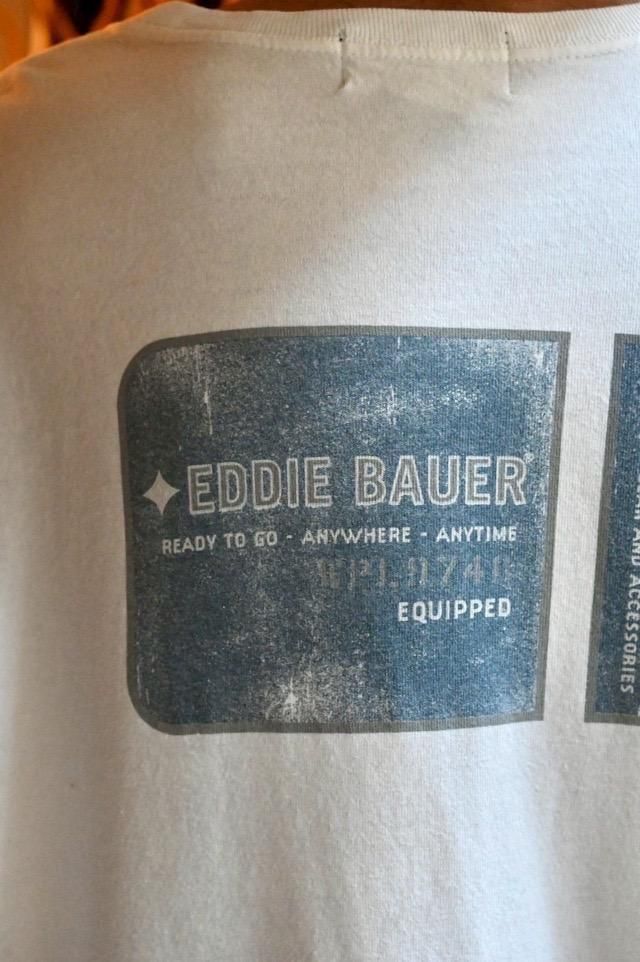 EDDIE BAUER®
READY TO GO - ANYWHERE - ANYTIME
EQUIPPED
AND ACCESSORIES